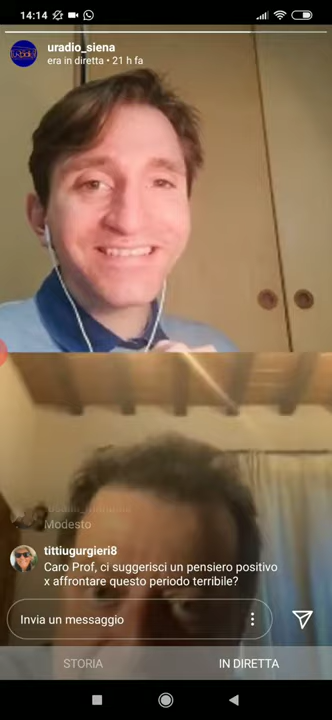 14:14
uradio_siena
era in diretta • 21 h fa
Modesto
tittiugurgieri8
Caro Prof, ci suggerisci un pensiero positivo
x affrontare questo periodo terribile?
Invia un messaggio
STORIA
IN DIRETTA